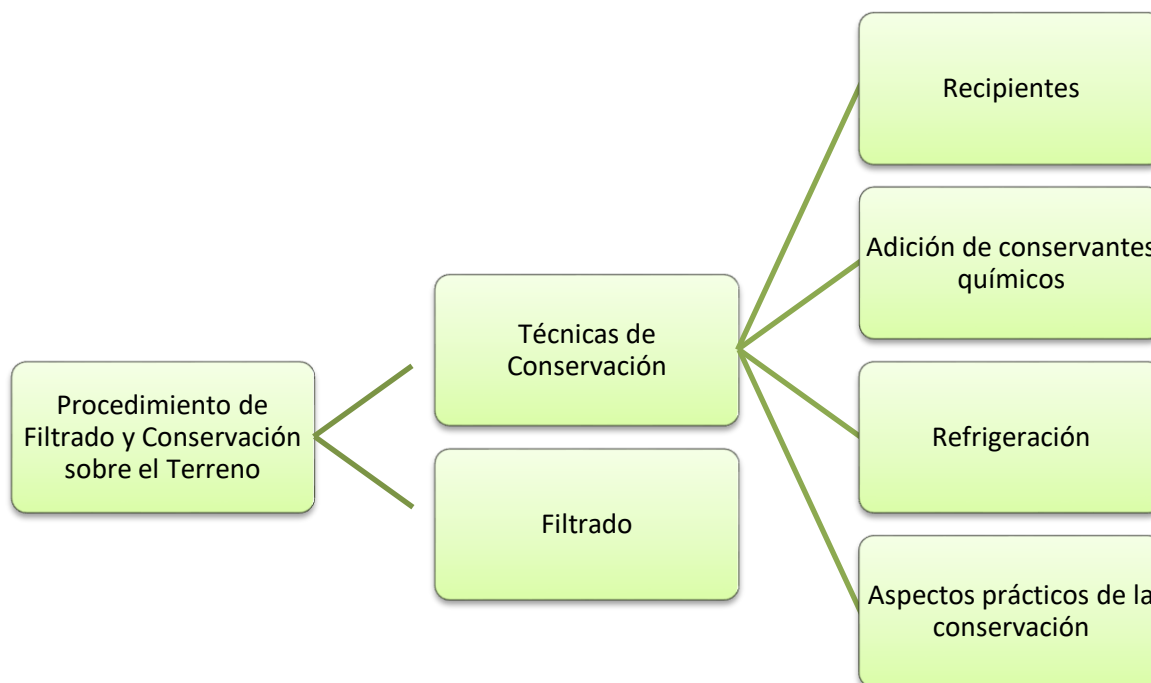 Procedimiento de
Filtrado y Conservación
sobre el Terreno
Técnicas de
Conservación
Filtrado
Recipientes
Adición de conservantes
químicos
Refrigeración
Aspectos prácticos de la
conservación